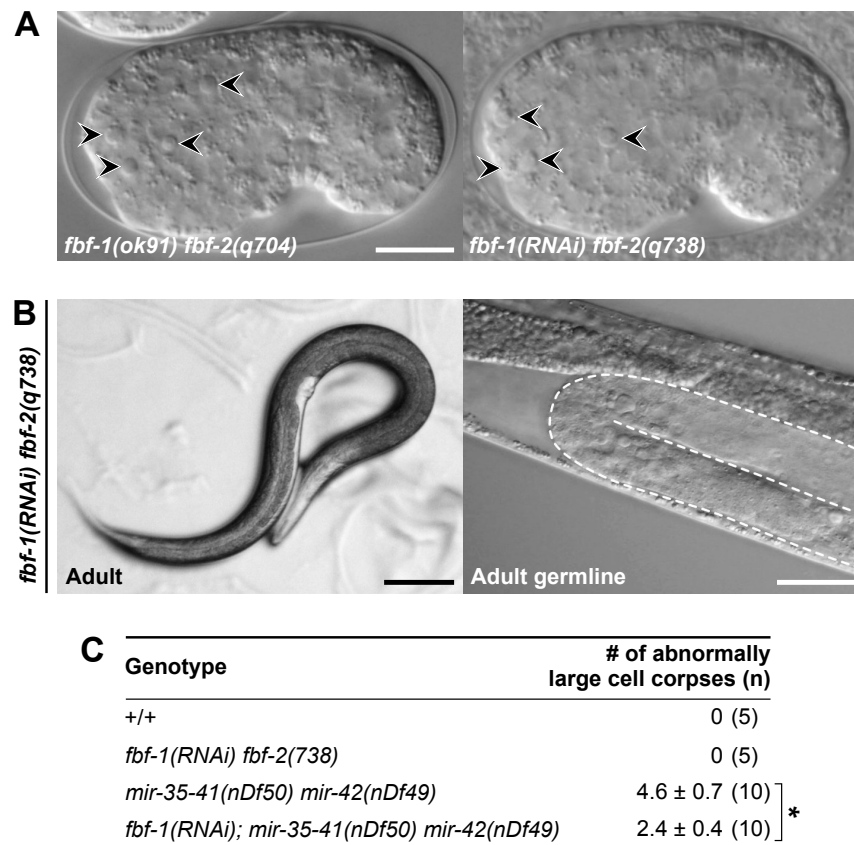 A
fbf-1(ok91) fbf-2(q704)
fbf-1(RNAi) fbf-2(q738)
B
fbf-1(RNAi) fbf-2(q738)
Adult
Adult germline
C
Genotype
# of abnormally
large cell corpses (n)
+/+ 0 (5)
fbf-1(RNAi) fbf-2(738) 0 (5)
mir-35-41(nDf50) mir-42(nDf49) 4.6 ± 0.7 (10)
fbf-1(RNAi); mir-35-41(nDf50) mir-42(nDf49) 2.4 ± 0.4 (10)
*